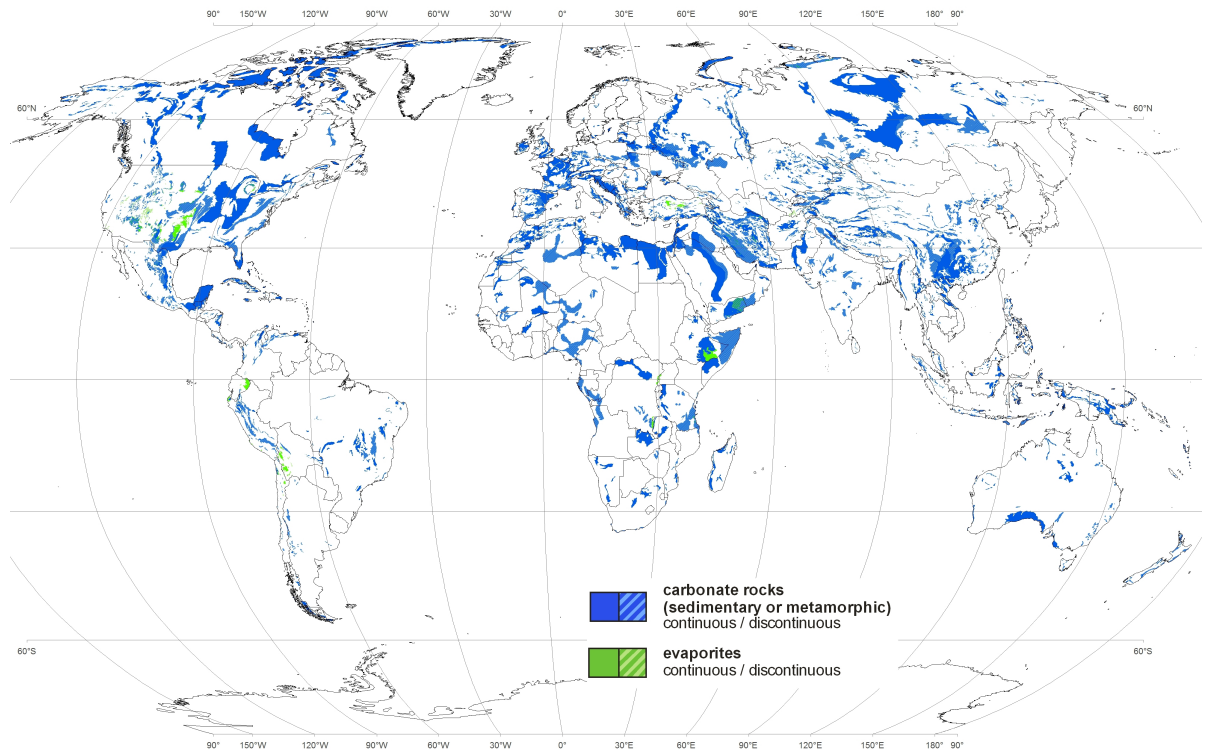 90° 150°W 120°W 90°W 60°W 30°W 0° 30°E 60°E 90°E 120°E 150°E 180° 90°
60°N 60°N
carbonate rocks
(sedimentary or metamorphic)
continuous / discontinuous
60°S 60°S
evaporites
continuous / discontinuous
90° 150°W 120°W 90°W 60°W 30°W 0° 30°E 60°E 90°E 120°E 150°E 180° 90°